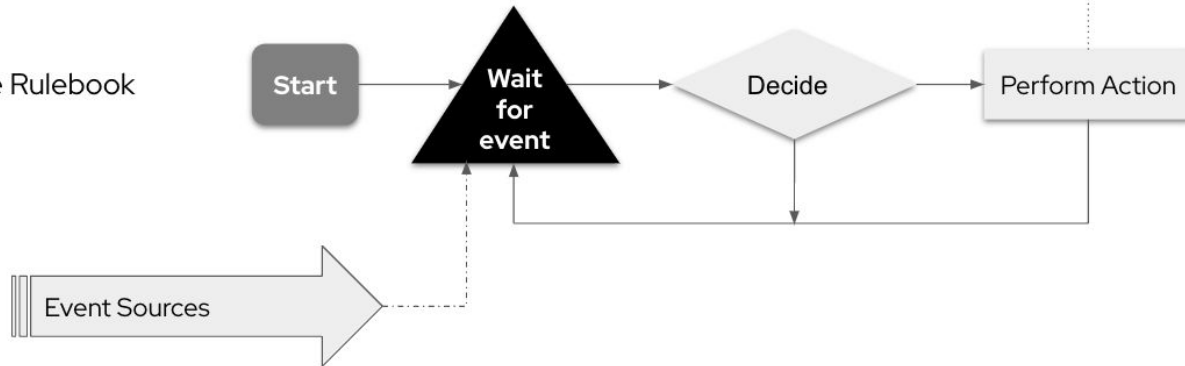 e Rulebook
Start
Wait
for
event
Decide
Perform Action
Event Sources